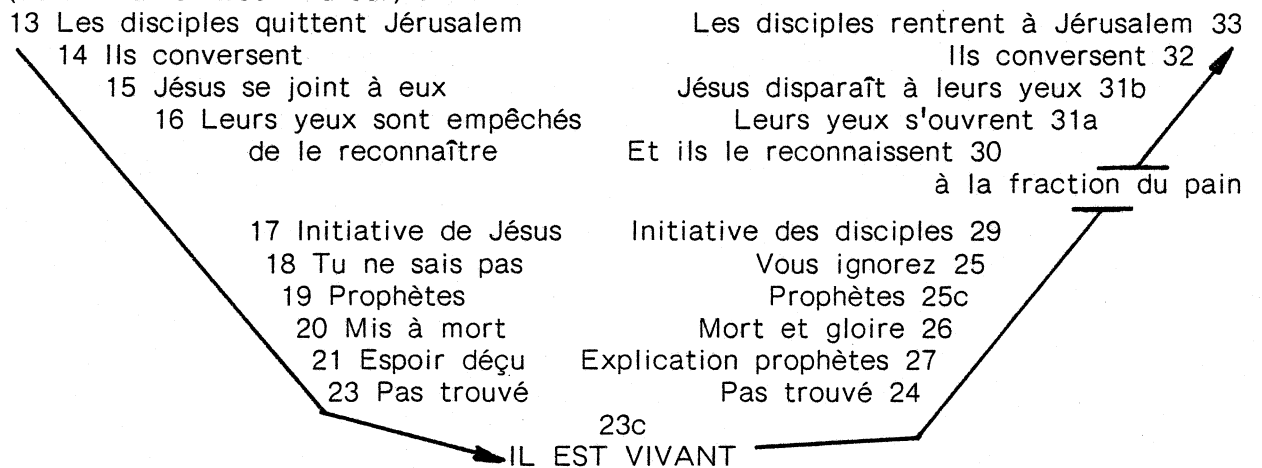 13 Les disciples quittent Jérusalem Les disciples rentrent à Jérusalem 33
14 Ils conversent Ils conversent 32
15 Jésus se joint à eux Jésus disparaît à leurs yeux 31b
16 Leurs yeux sont empêchés Leurs yeux s'ouvrent 31a
de le reconnaître Et ils le reconnaissent 30
à la fraction du pain
17 Initiative de Jésus Initiative des disciples 29
18 Tu ne sais pas Vous ignorez 25
19 Prophètes Prophètes 25c
20 Mis à mort Mort et gloire 26
21 Espoir déçu Explication prophètes 27
23 Pas trouvé Pas trouvé 24
23c
IL EST VIVANT